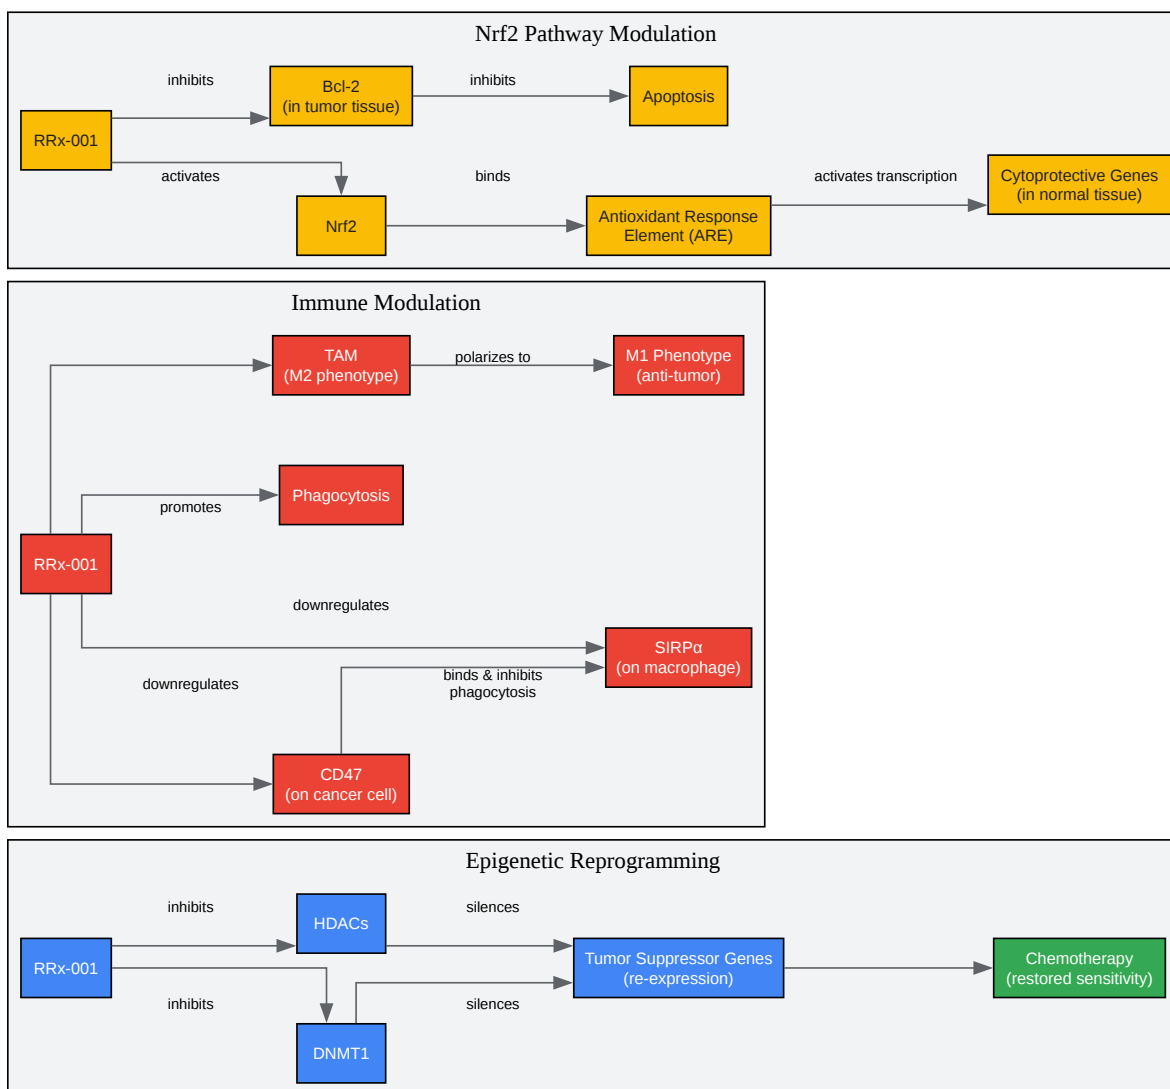 Nrf2 Pathway Modulation
inhibits
Bcl-2
(in tumor tissue)
inhibits
Apoptosis
RRx-001
activates
Nrf2
binds
Antioxidant Response
Element (ARE)
activates transcription
Cytoprotective Genes
(in normal tissue)
Immune Modulation
TAM
(M2 phenotype)
polarizes to
M1 Phenotype
(anti-tumor)
Phagocytosis
promotes
RRx-001
downregulates
SIRPα
(on macrophage)
downregulates
binds & inhibits
phagocytosis
CD47
(on cancer cell)
Epigenetic Reprogramming
inhibits
HDACs
silences
RRx-001
Tumor Suppressor Genes
(re-expression)
Chemotherapy
(restored sensitivity)
inhibits
silences
DNMT1